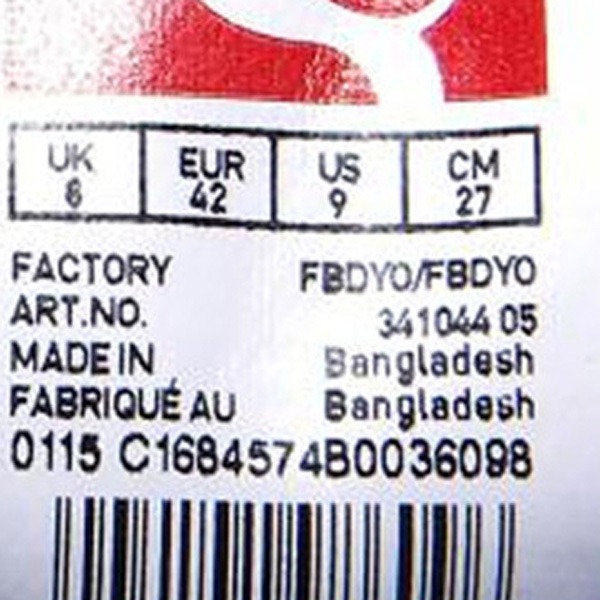 UK EUR US CM
8 42 9 27
FACTORY FBDYO/FBDYO
ART.NO. 341044 05
MADE IN Bangladesh
FABRIQUÉ AU Bangladesh
0115 C1684574B0036098